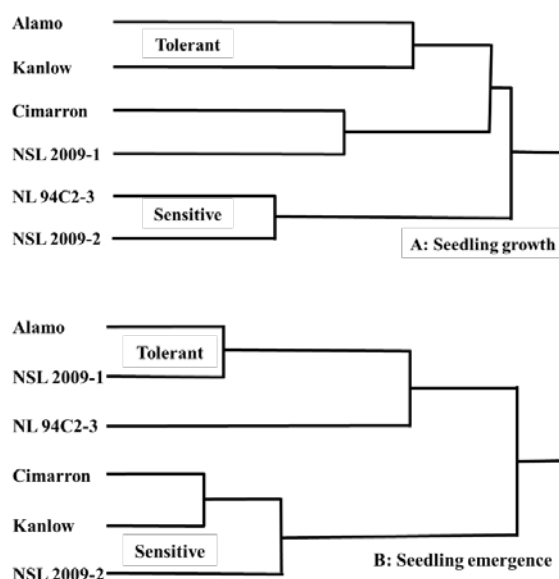 Alamo
Tolerant
Kanlow
Cimarron
NSL 2009-1
NL 94C2-3
Sensitive
NSL 2009-2
A: Seedling growth
Alamo
Tolerant
NSL 2009-1
NL 94C2-3
Cimarron
Kanlow
Sensitive
B: Seedling emergence
NSL 2009-2